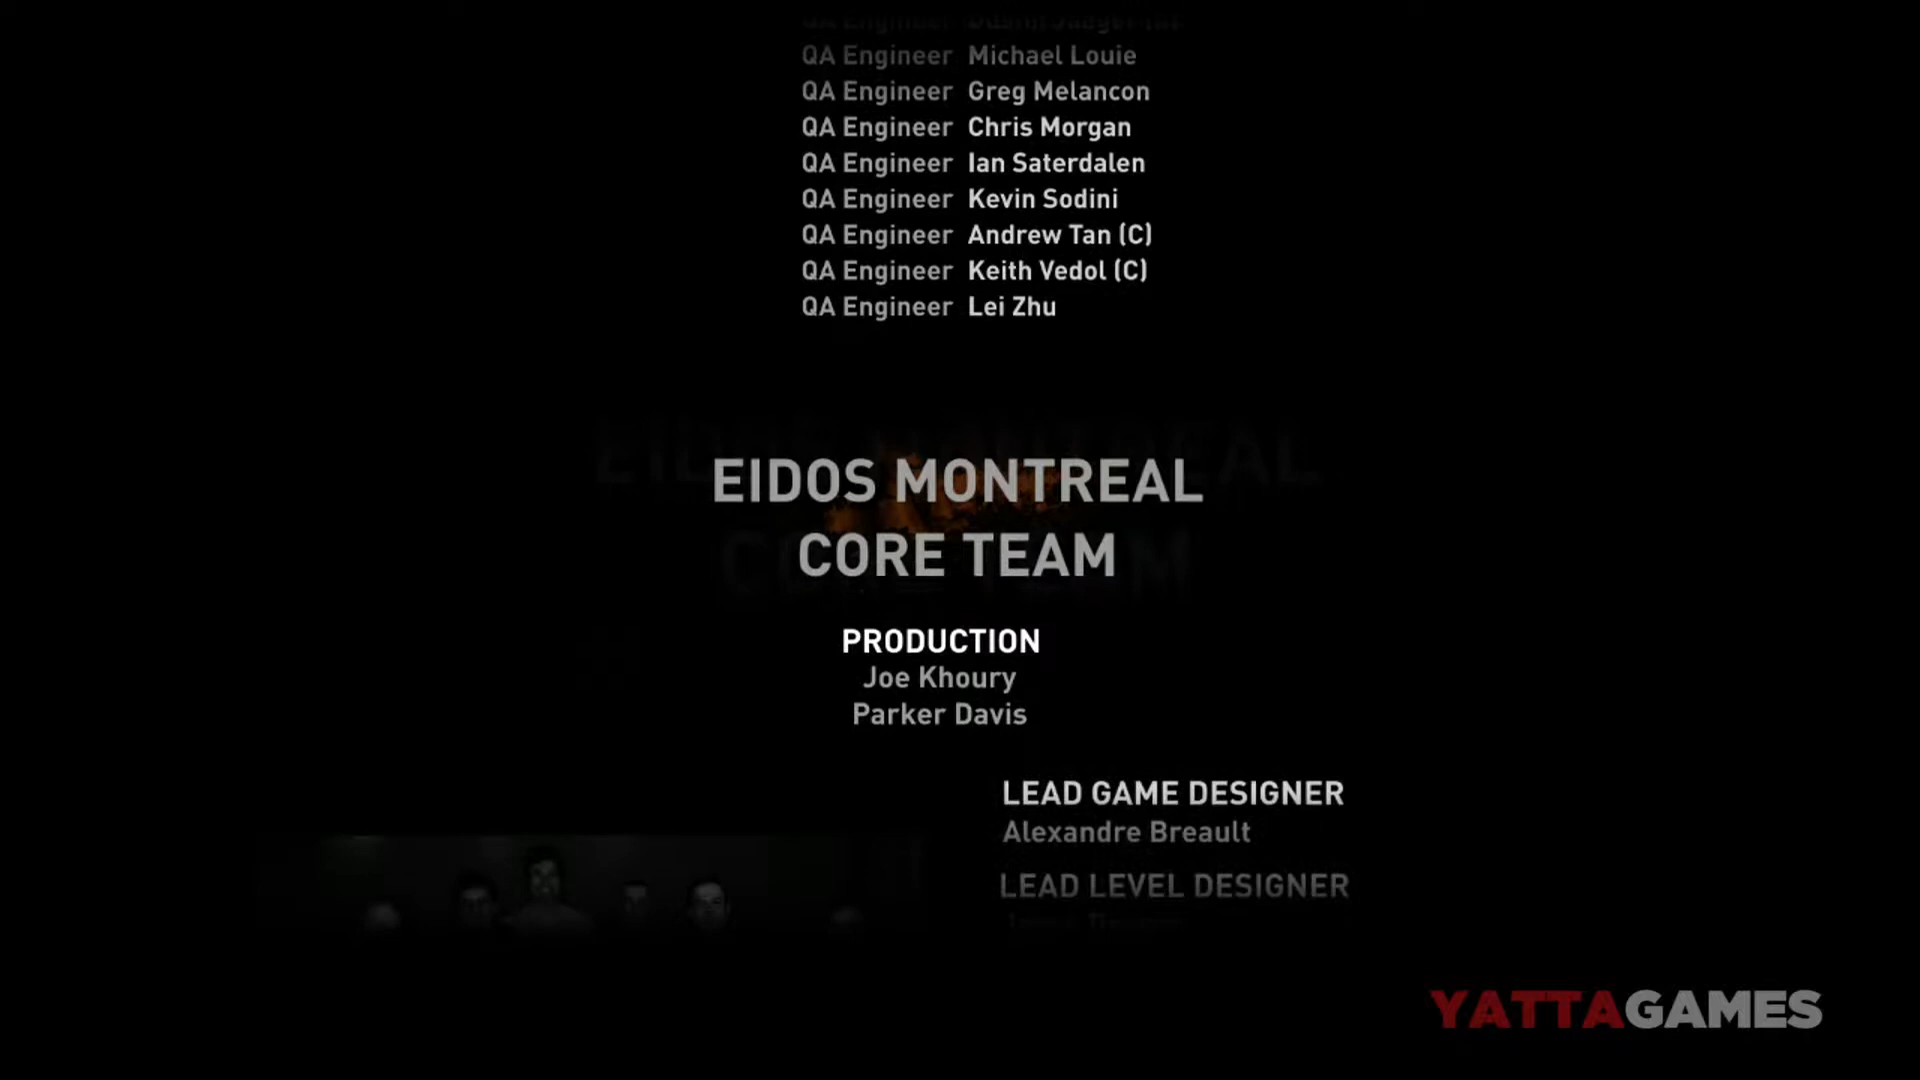 QA Engineer
QA Engineer Michael Louie
QA Engineer Greg Melancon
QA Engineer Chris Morgan
QA Engineer Ian Saterdalen
QA Engineer Kevin Sodini
QA Engineer Andrew Tan (C)
QA Engineer Keith Vedol (C)
QA Engineer Lei Zhu
EIDOS MONTREAL
CORE TEAM
PRODUCTION
Joe Khoury
Parker Davis
LEAD GAME DESIGNER
Alexandre Breault
LEAD LEVEL DESIGNER
YATTAGAMES